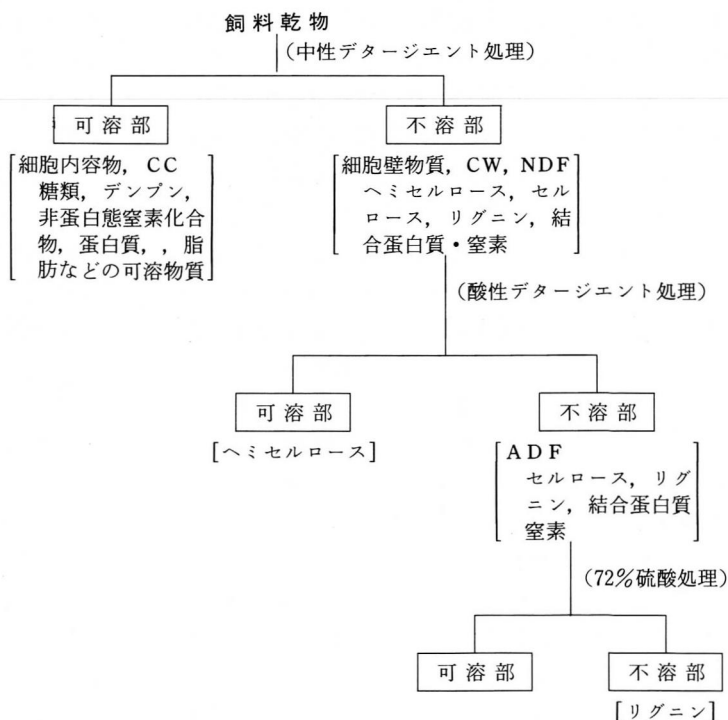 飼料乾物
（中性デタージエント処理）
可溶部
不溶部
細胞内容物，CC
糖類，デンプン，
非蛋白態窒素化合
物，蛋白質，，脂
肪などの可溶物質
細胞壁物質，CW，NDF
ヘミセルロース，セル
ロース，リグニン，結
合蛋白質・窒素
（酸性デタージエント処理）
可溶部
不溶部
[ヘミセルロース]
ADF
セルロース，リグ
ニン，結合蛋白質
窒素
（72％硫酸処理）
可溶部
不溶部
[リグニン]